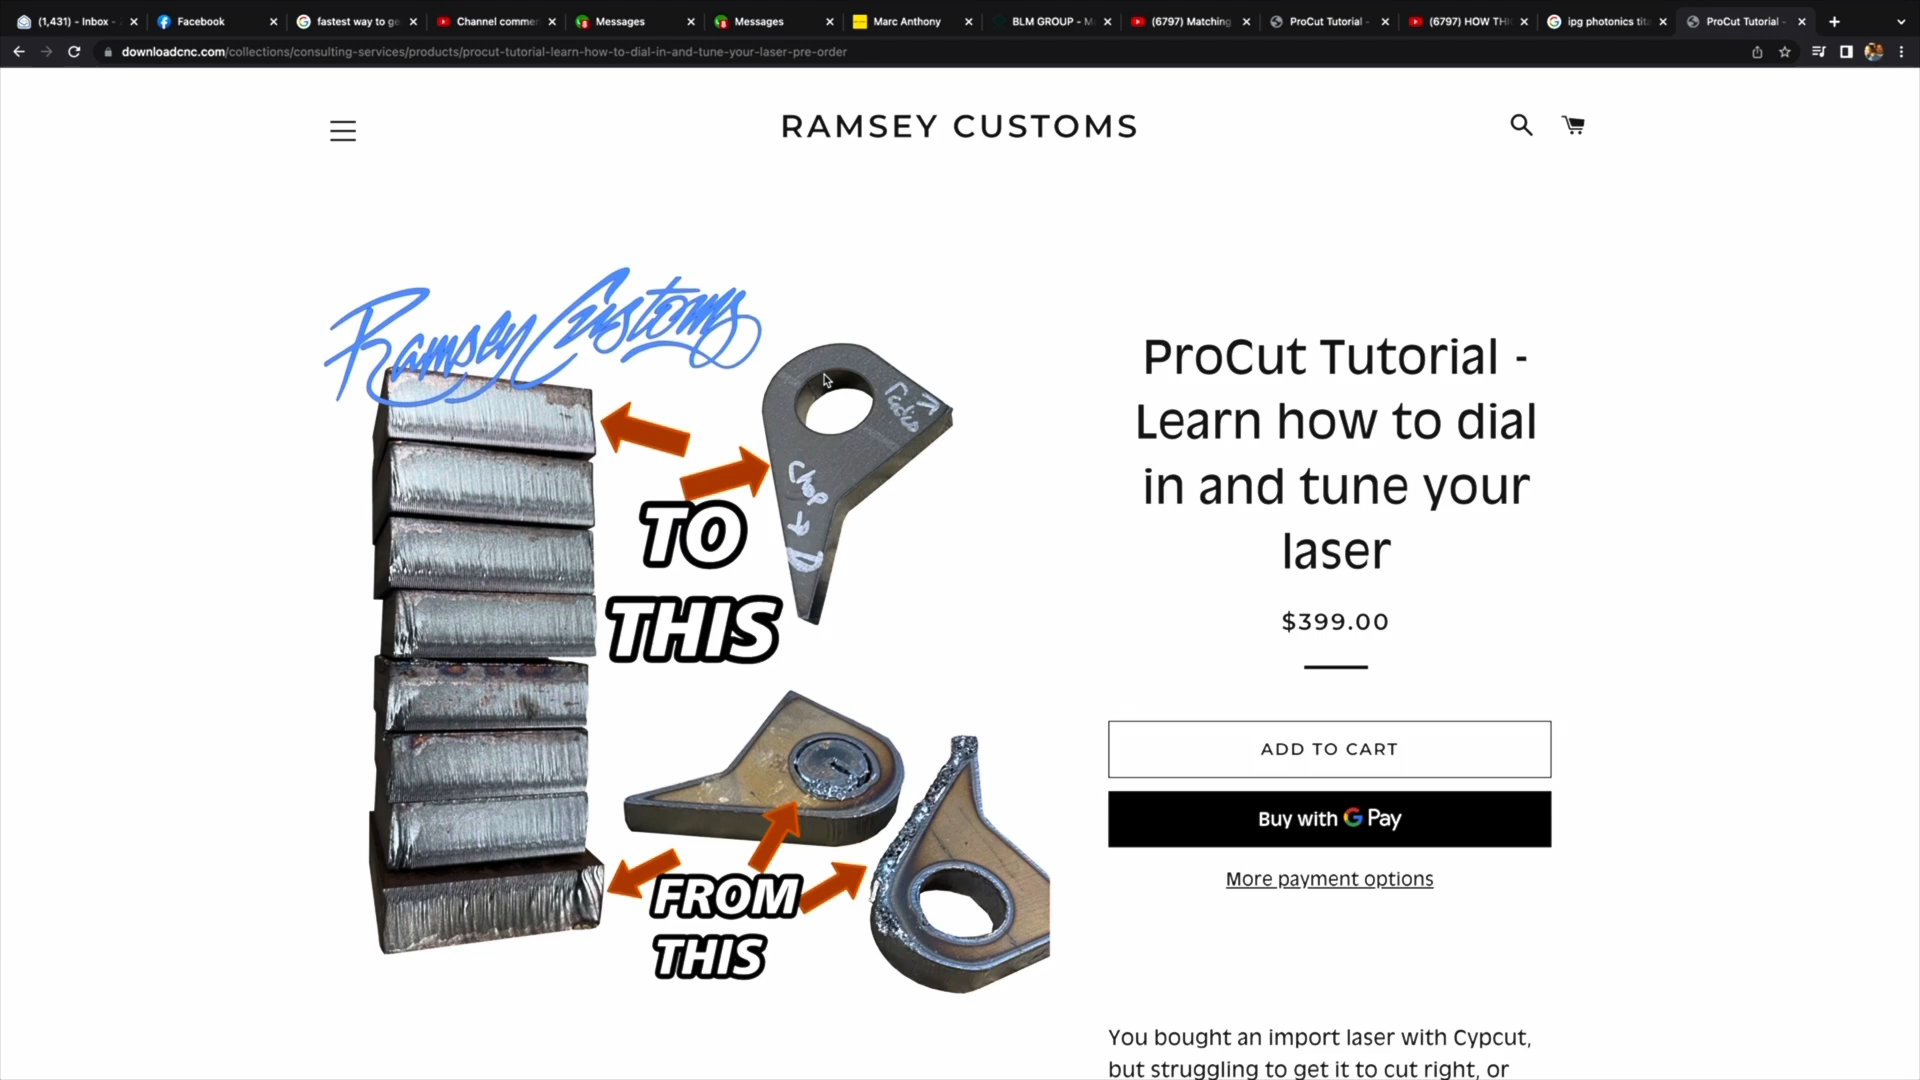 (1,431) - Inbox -
Facebook
fastest way to ge
Channel commen
Messages
Messages
Marc Anthony
BLM GROUP - M
(6797) Matching
ProCut Tutorial -
(6797) HOW TH
ipg photonics tita
ProCut Tutorial -
downloadcnc.com/collections/consulting-services/products/procut-tutorial-learn-how-to-dial-in-and-tune-your-laser-pre-order
RAMSEY CUSTOMS
Ramsey Customs
Radius
Chop
TO
THIS
FROM
THIS
ProCut Tutorial -
Learn how to dial
in and tune your
laser
$399.00
ADD TO CART
Buy with G Pay
More payment options
You bought an import laser with Cypcut,
but struggling to get it to cut right, or